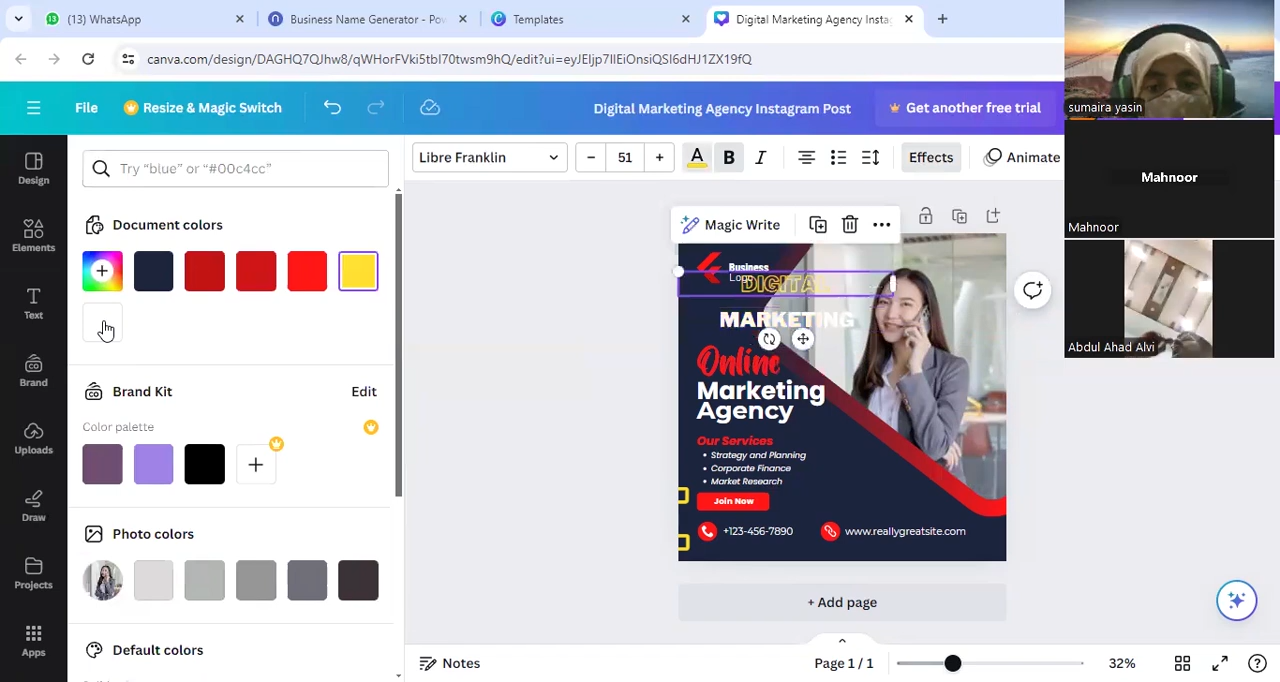 (13) WhatsApp
Business Name Generator - Pow
Templates
Digital Marketing Agency Insta
canva.com/design/DAGHQ7QJhw8/qWHorFVki5tbI70twsm9hQ/edit?ui=eyJEIjp7IlEiOnsiQSI6dHJ1ZX19fQ
File
Resize & Magic Switch
Digital Marketing Agency Instagram Post
Get another free trial
sumaira yasin
Mahnoor
Mahnoor
Abdul Ahad Alvi
Design
Elements
Text
Brand
Uploads
Draw
Projects
Apps
Try “blue” or “#00c4cc”
Document colors
Brand Kit
Edit
Color palette
Photo colors
Default colors
Libre Franklin
51
A
B
I
Effects
Animate
Magic Write
Business
Logo
DIGITAL
MARKETING
Online
Marketing
Agency
Our Services
• Strategy and Planning
• Corporate Finance
• Market Research
Join Now
+123-456-7890
www.reallygreatsite.com
+ Add page
Notes
Page 1 / 1
32%